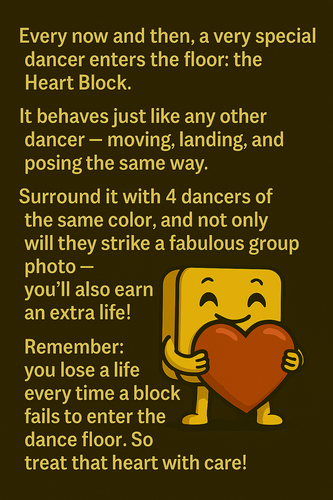 Every now and then, a very special
dancer enters the floor: the
Heart Block.
It behaves just like any other
dancer — moving, landing, and
posing the same way.
Surround it with 4 dancers of
the same color, and not only
will they strike a fabulous group
photo —
you'll also earn
an extra life!
Remember:
you lose a life
every time a block
fails to enter the
dance floor. So
treat that heart with care!